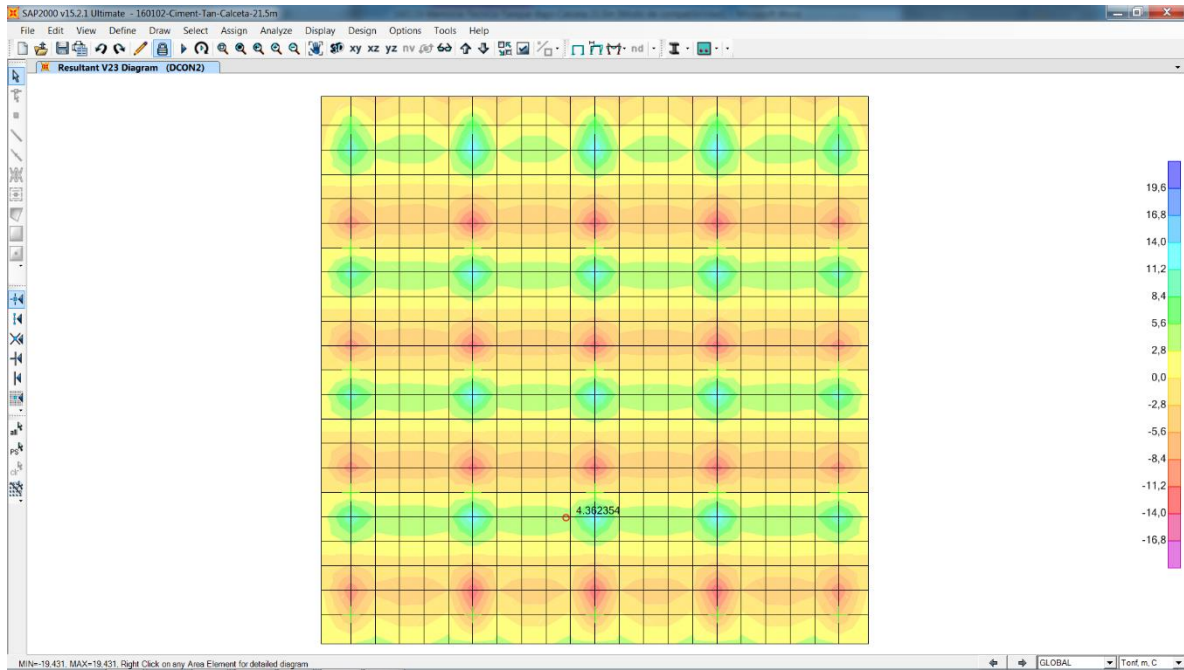 SAP2000 v15.2.1 Ultimate - 160102-Ciment-Tan-Calceta-21,5m
File Edit View Define Draw Select Assign Analyze Display Design Options Tools Help
xy xz yz nv nd
Resultant V23 Diagram (DCON2)
19,6
16,8
14,0
11,2
8,4
5,6
2,8
0,0
-2,8
-5,6
-8,4
-11,2
-14,0
-16,8
4.362354
MIN=-19,431, MAX=19,431, Right Click on any Area Element for detailed diagram
GLOBAL
Tonf, m, C